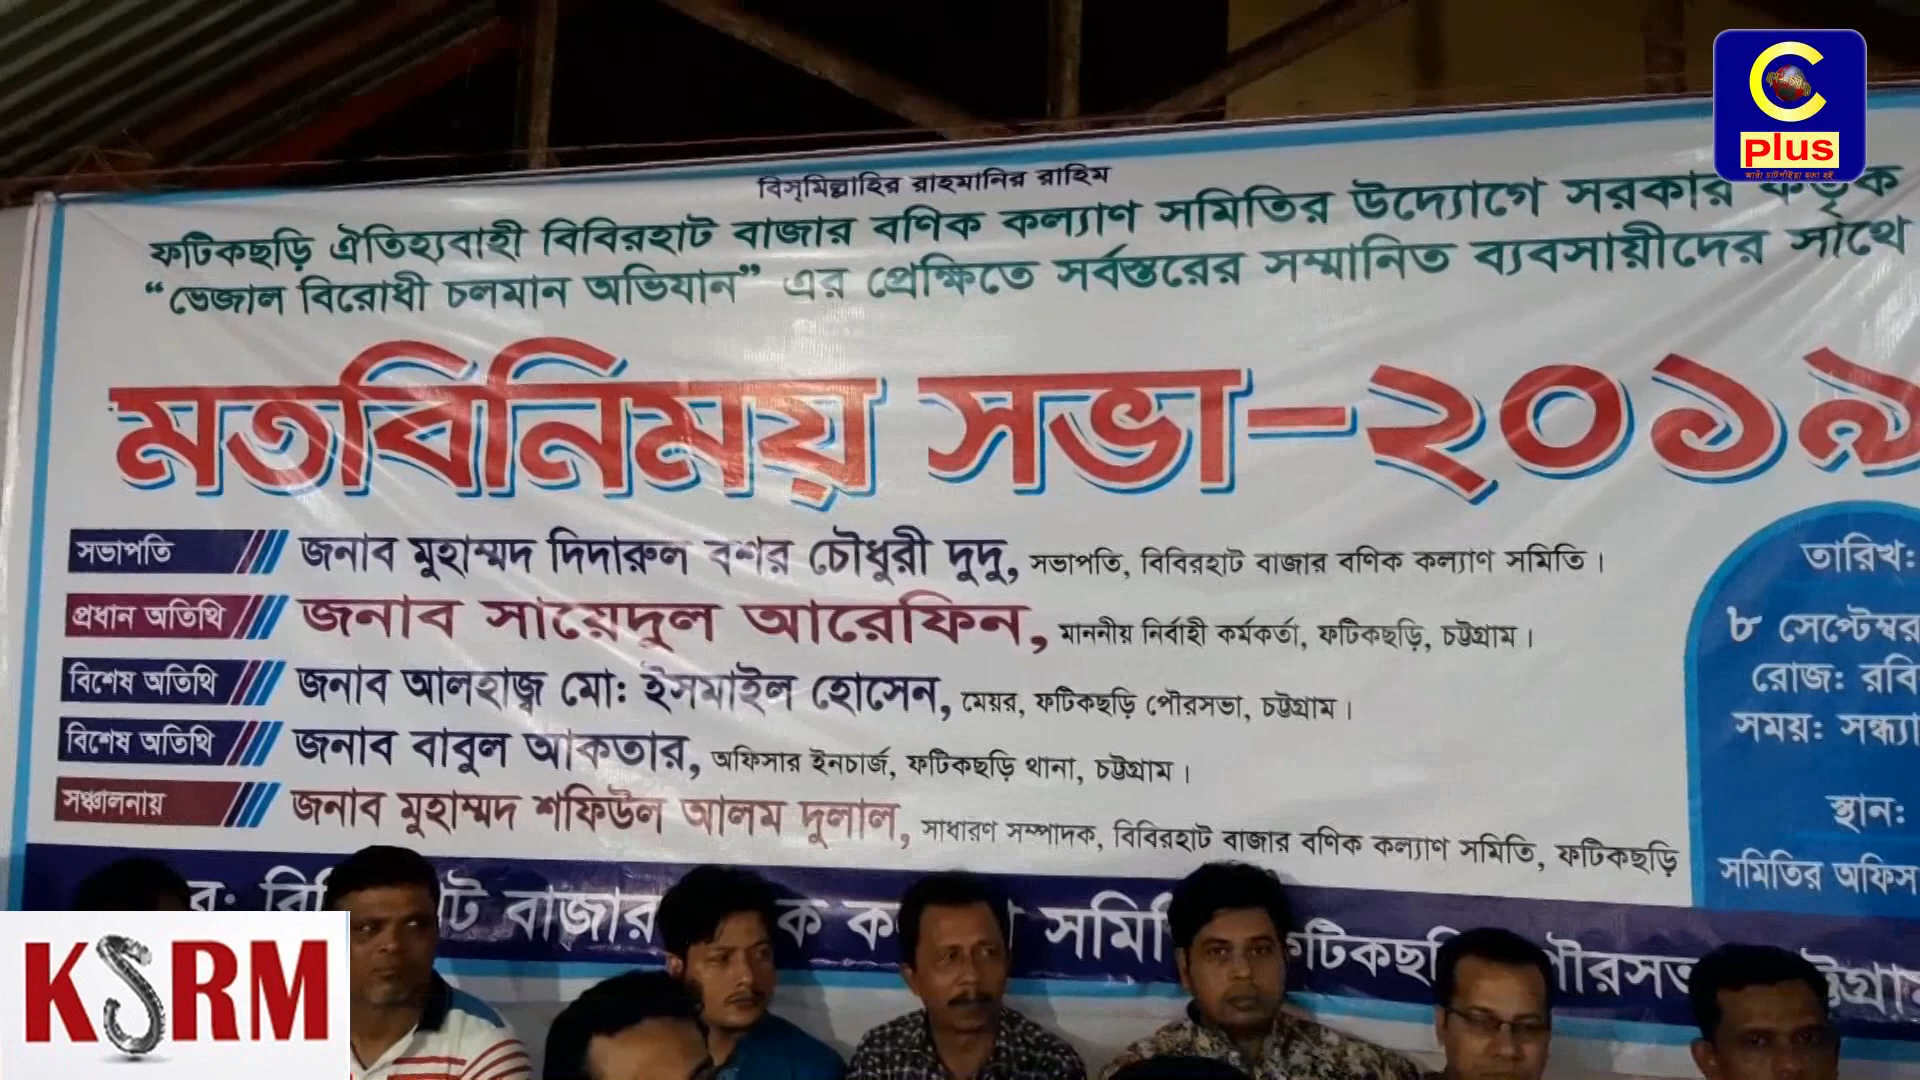 C
plus
বিস্‌মিল্লাহির রাহমানির রাহিম
ফটিকছড়ি ঐতিহ্যবাহী বিবিরহাট বাজার বণিক কল্যাণ সমিতির উদ্যোগে সরকার কর্তৃক
“ভেজাল বিরোধী চলমান অভিযান” এর প্রেক্ষিতে সর্বস্তরের সম্মানিত ব্যবসায়ীদের সাথে
মতবিনিময় সভা-২০১৯
সভাপতি জনাব মুহাম্মদ দিদারুল বশর চৌধুরী দুদু, সভাপতি, বিবিরহাট বাজার বণিক কল্যাণ সমিতি।
প্রধান অতিথি জনাব সায়েদুল আরেফিন, মাননীয় নির্বাহী কর্মকর্তা, ফটিকছড়ি, চট্টগ্রাম।
বিশেষ অতিথি জনাব আলহাজ্ব মো: ইসমাইল হোসেন, মেয়র, ফটিকছড়ি পৌরসভা, চট্টগ্রাম।
বিশেষ অতিথি জনাব বাবুল আকতার, অফিসার ইনচার্জ, ফটিকছড়ি থানা, চট্টগ্রাম।
সঞ্চালনায় জনাব মুহাম্মদ শফিউল আলম দুলাল, সাধারণ সম্পাদক, বিবিরহাট বাজার বণিক কল্যাণ সমিতি, ফটিকছড়ি
তারিখ:
৮ সেপ্টেম্বর
রোজ: রবি
সময়: সন্ধ্যা
স্থান:
সমিতির অফিস
বাজার
KSRM